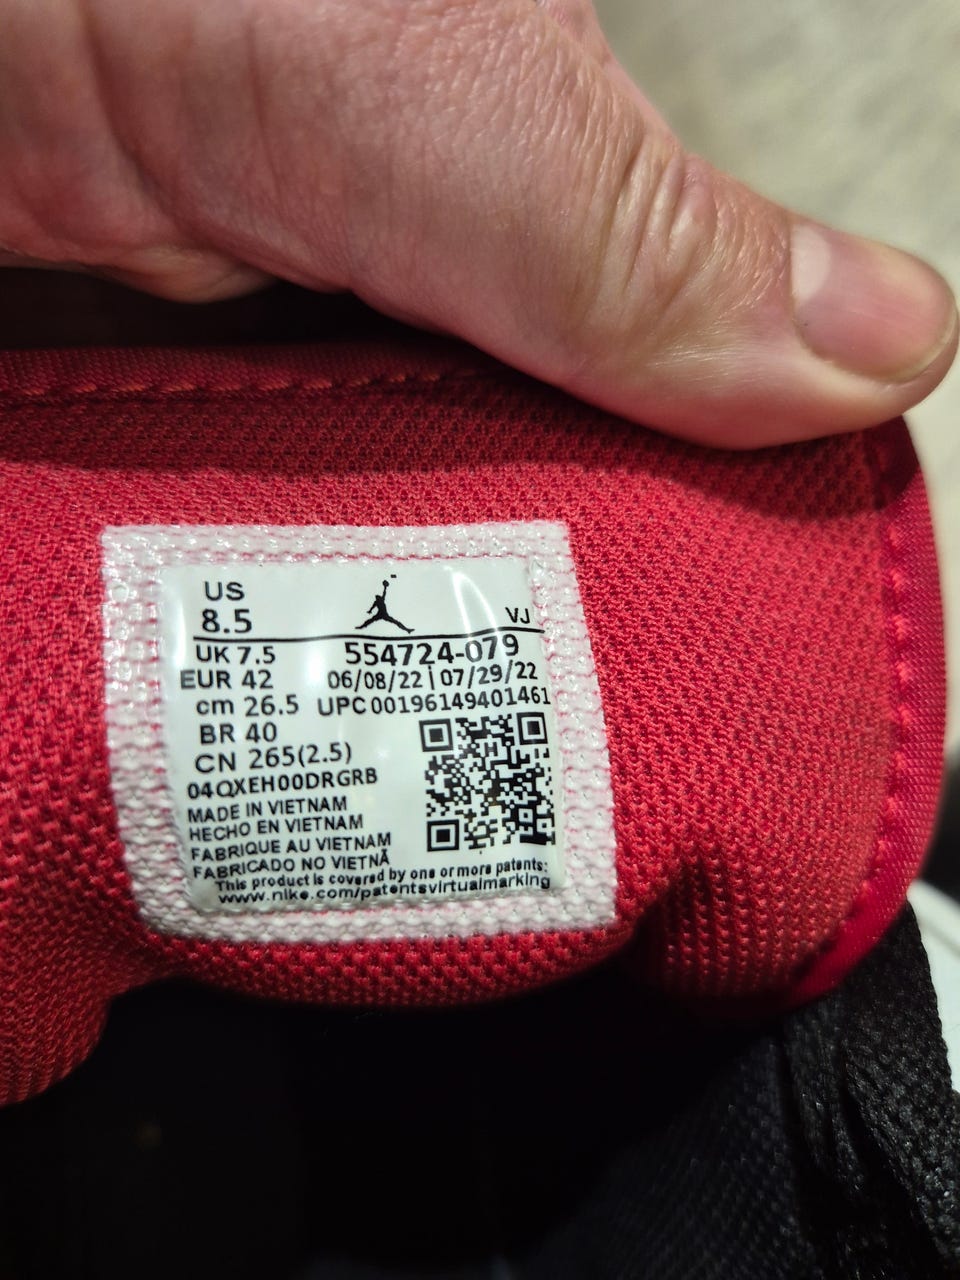 US
8.5
VJ
UK 7.5
554724-079
EUR 42
06/08/22 | 07/29/22
cm 26.5
UPC 00196149401461
BR 40
CN 265(2.5)
04QXEH00DRGRB
MADE IN VIETNAM
HECHO EN VIETNAM
FABRIQUE AU VIETNAM
FABRICADO NO VIETNÃ
This product is covered by one or more patents:
www.nike.com/patentsvirtualmarking